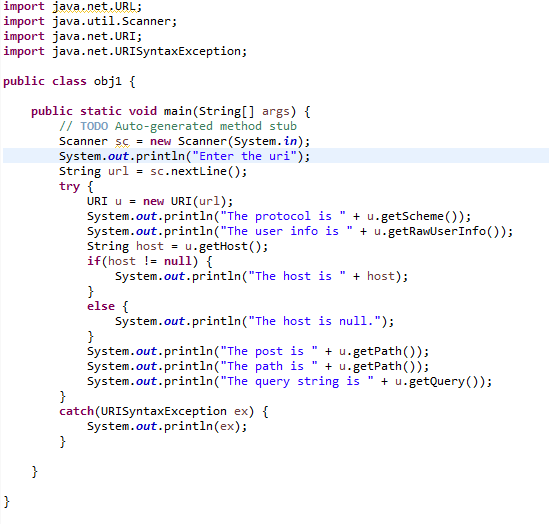 import java.net.URL;
import java.util.Scanner;
import java.net.URI;
import java.net.URISyntaxException;

public class obj1 {

    public static void main(String[] args) {
        // TODO Auto-generated method stub
        Scanner sc = new Scanner(System.in);
        System.out.println("Enter the uri");
        String url = sc.nextLine();
        try {
            URI u = new URI(url);
            System.out.println("The protocol is " + u.getScheme());
            System.out.println("The user info is " + u.getRawUserInfo());
            String host = u.getHost();
            if(host != null) {
                System.out.println("The host is " + host);
            }
            else {
                System.out.println("The host is null.");
            }
            System.out.println("The post is " + u.getPath());
            System.out.println("The path is " + u.getPath());
            System.out.println("The query string is " + u.getQuery());
        }
        catch(URISyntaxException ex) {
            System.out.println(ex);
        }

    }

}